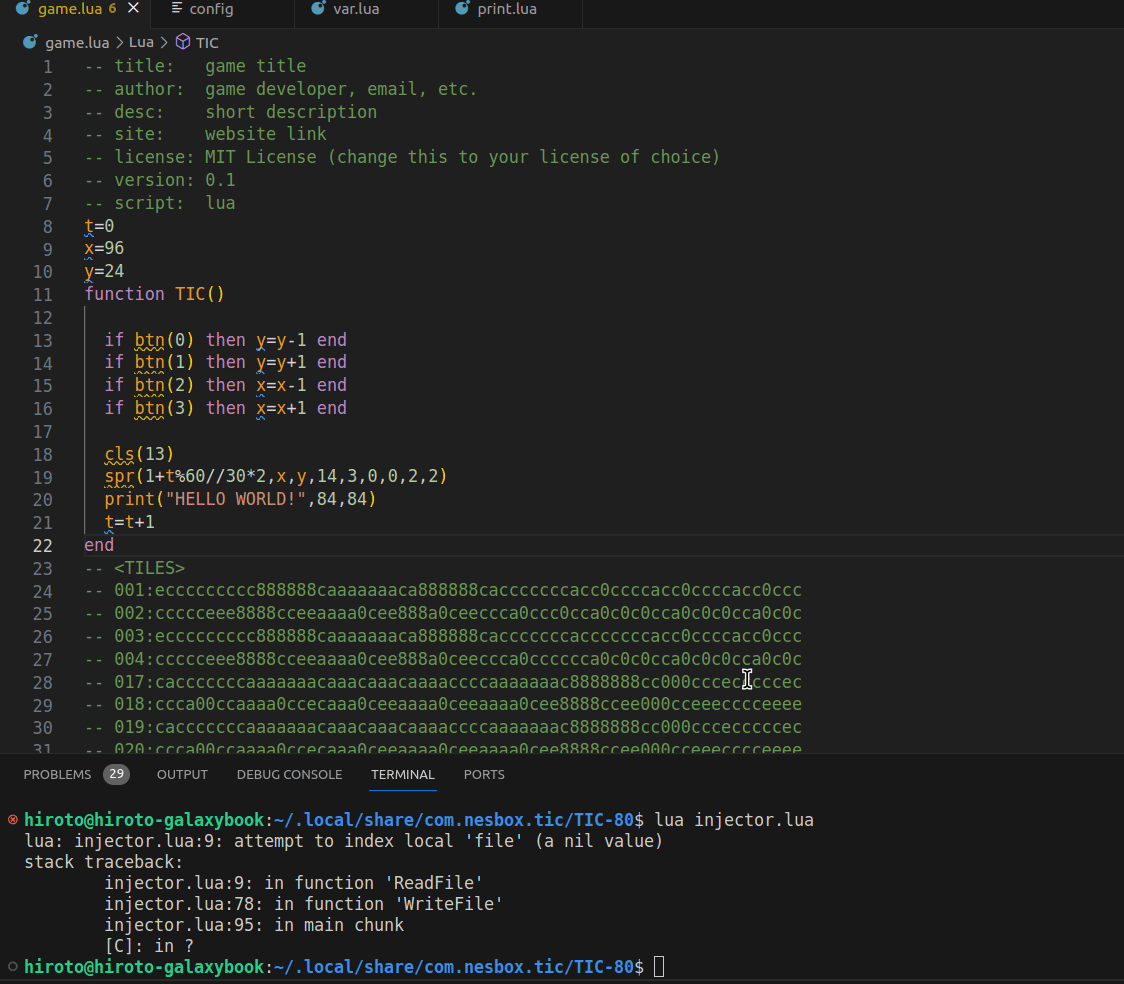 game.lua 6 × config var.lua print.lua
game.lua > Lua > TIC
1 -- title:   game title
2 -- author:  game developer, email, etc.
3 -- desc:    short description
4 -- site:    website link
5 -- license: MIT License (change this to your license of choice)
6 -- version: 0.1
7 -- script:  lua
8 t=0
9 x=96
10 y=24
11 function TIC()
12
13   if btn(0) then y=y-1 end
14   if btn(1) then y=y+1 end
15   if btn(2) then x=x-1 end
16   if btn(3) then x=x+1 end
17
18   cls(13)
19   spr(1+t%60//30*2,x,y,14,3,0,0,2,2)
20   print("HELLO WORLD!",84,84)
21   t=t+1
22 end
23 -- <TILES>
24 -- 001:eccccccccc888888caaaaaaaca888888cacccccccacc0ccccacc0ccccacc0ccc
25 -- 002:ccccceee8888cceeaaaa0cee888a0ceeccca0ccc0cca0c0c0cca0c0c0cca0c0c
26 -- 003:eccccccccc888888caaaaaaaca888888cacccccccacccccccacc0ccccacc0ccc
27 -- 004:ccccceee8888cceeaaaa0cee888a0ceeccca0cccccca0c0c0cca0c0c0cca0c0c
28 -- 017:cacccccccaaaaaaacaaacaaacaaaaccccaaaaaaac8888888cc000cccecccccec
29 -- 018:ccca00ccaaaa0ccecaaa0ceeaaaa0ceeaaaa0cee8888ccee000cceeecccceeee
30 -- 019:cacccccccaaaaaaacaaacaaacaaaaccccaaaaaaac8888888cc000cccecccccec
31 -- 020:ccca00ccaaaa0ccecaaa0ceeaaaa0ceeaaaa0cee8888ccee000cceeecccceeee
PROBLEMS 29 OUTPUT DEBUG CONSOLE TERMINAL PORTS
hiroto@hiroto-galaxybook:~/.local/share/com.nesbox.tic/TIC-80$ lua injector.lua
lua: injector.lua:9: attempt to index local 'file' (a nil value)
stack traceback:
        injector.lua:9: in function 'ReadFile'
        injector.lua:78: in function 'WriteFile'
        injector.lua:95: in main chunk
        [C]: in ?
hiroto@hiroto-galaxybook:~/.local/share/com.nesbox.tic/TIC-80$